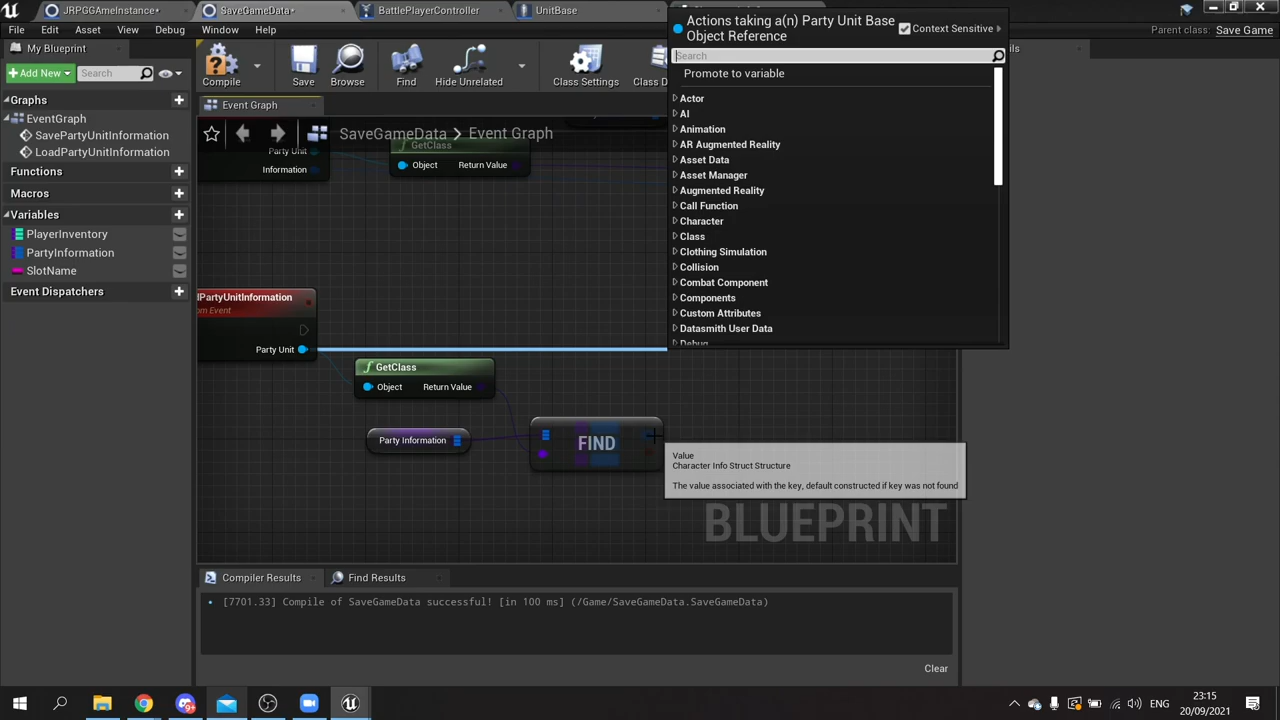 JRPGGAmeInstance*
SaveGameData*
BattlePlayerController
UnitBase
File
Edit
Asset
View
Debug
Window
Help
Parent class: Save Game
My Blueprint
Add New
Search
Compile
Save
Browse
Find
Hide Unrelated
Class Settings
Class D
Graphs
EventGraph
SavePartyUnitInformation
LoadPartyUnitInformation
Functions
Macros
Variables
PlayerInventory
PartyInformation
SlotName
Event Dispatchers
Event Graph
SaveGameData > Event Graph
Party Unit
Information
GetClass
Object
Return Value
dPartyUnitInformation
om Event
Party Unit
GetClass
Object
Return Value
Party Information
FIND
Actions taking a(n) Party Unit Base
Object Reference
Context Sensitive
Search
Promote to variable
Actor
AI
Animation
AR Augmented Reality
Asset Data
Asset Manager
Augmented Reality
Call Function
Character
Class
Clothing Simulation
Collision
Combat Component
Components
Custom Attributes
Datasmith User Data
Debug
Value
Character Info Struct Structure
The value associated with the key, default constructed if key was not found
BLUEPRINT
Compiler Results
Find Results
[7701.33] Compile of SaveGameData successful! [in 100 ms] (/Game/SaveGameData.SaveGameData)
Clear
ENG
23:15
20/09/2021